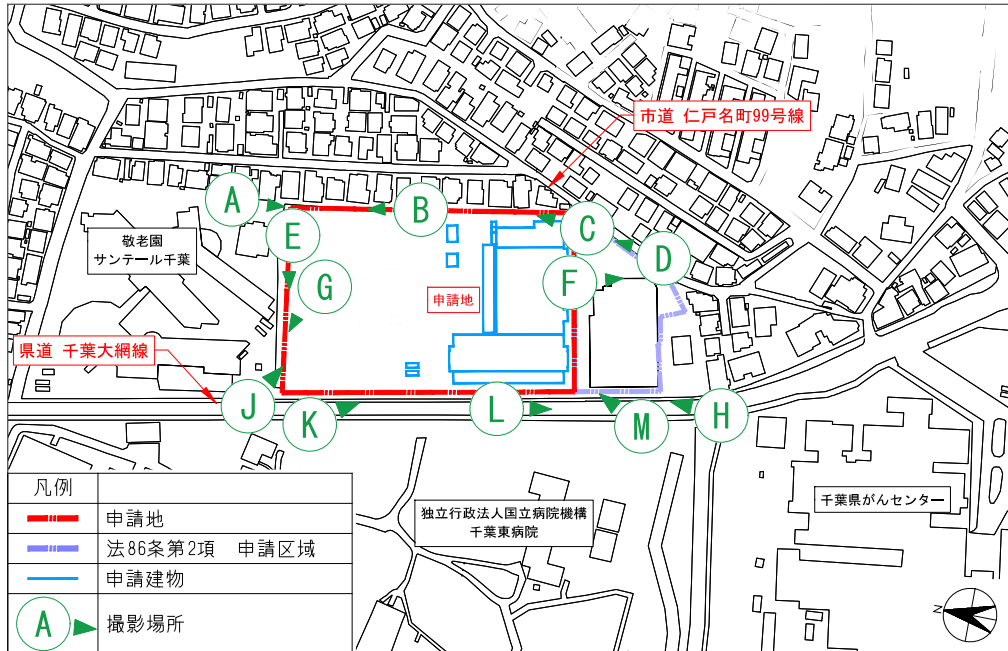 市道 仁戸名町99号線
A
B
C
D
E
F
G
敬老園
サンテール千葉
申請地
県道 千葉大網線
J
K
L
M
H
凡例
申請地
法86条第2項 申請区域
申請建物
A
撮影場所
独立行政法人国立病院機構
千葉東病院
千葉県がんセンター
N